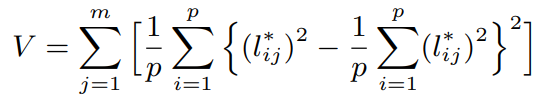 $V = \sum_{j=1}^{m} \left[ \frac{1}{p} \sum_{i=1}^{p} \left\{ (l_{ij}^{*})^2 - \frac{1}{p} \sum_{i=1}^{p} (l_{ij}^{*})^2 \right\}^2 \right]$